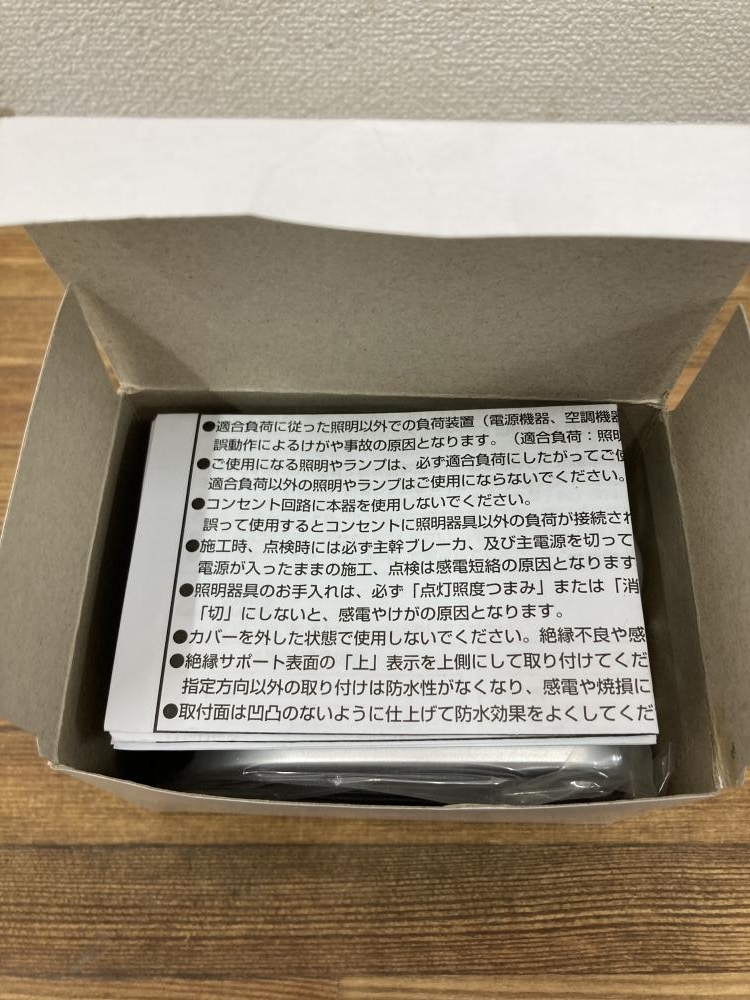 ●適合負荷に従った照明以外での負荷装置（電源機器、空調機器
誤動作によるけがや事故の原因となります。（適合負荷：照明
●ご使用になる照明やランプは、必ず適合負荷にしたがってご使
適合負荷以外の照明やランプはご使用にならないでください。
●コンセント回路に本器を使用しないでください。
誤って使用するとコンセントに照明器具以外の負荷が接続され
●施工時、点検時には必ず主幹ブレーカ、及び主電源を切って
電源が入ったままの施工、点検は感電短絡の原因となります
●照明器具のお手入れは、必ず「点灯照度つまみ」または「消
「切」にしないと、感電やけがの原因となります。
●カバーを外した状態で使用しないでください。絶縁不良や感
●絶縁サポート表面の「上」表示を上側にして取り付けてくだ
指定方向以外の取り付けは防水性がなくなり、感電や焼損に
●取付面は凹凸のないように仕上げて防水効果をよくしてくだ